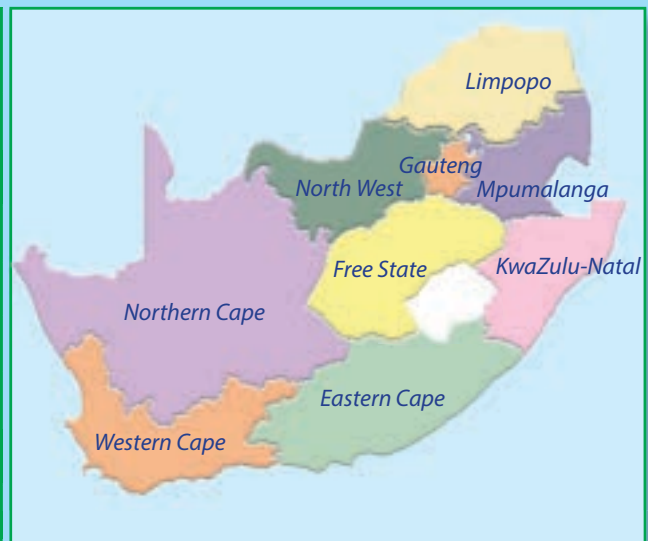 Limpopo
Gauteng
North West
Mpumalanga
Free State
KwaZulu-Natal
Northern Cape
Eastern Cape
Western Cape